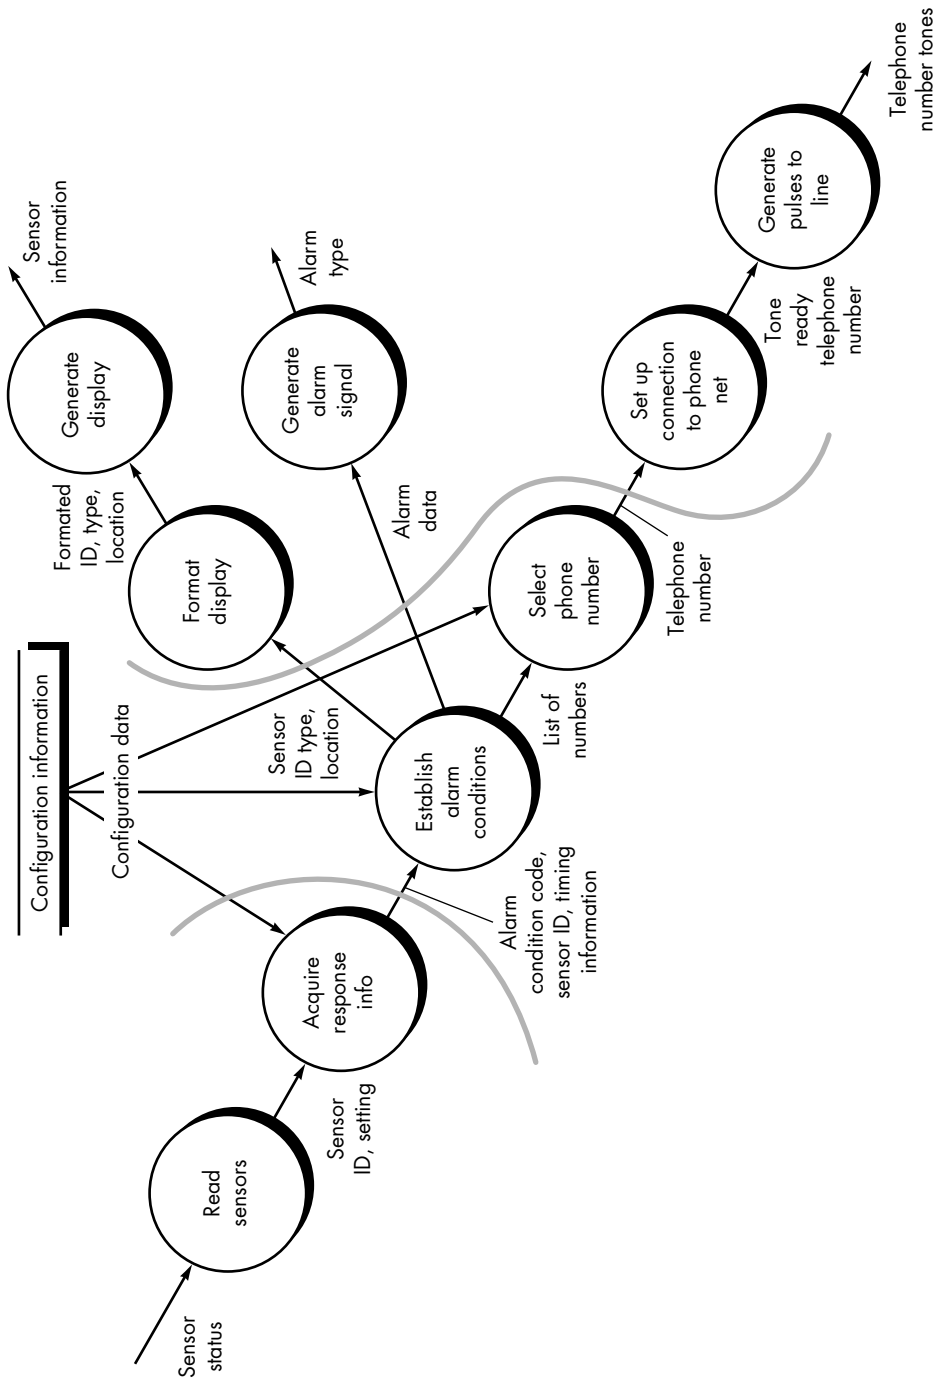 Configuration information
Configuration data
Sensor
status
Read
sensors
Sensor
ID, setting
Acquire
response
info
Alarm
condition code,
sensor ID, timing
information
Establish
alarm
conditions
Sensor
ID type,
location
Format
display
Formated
ID, type,
location
Generate
display
Sensor
information
Alarm
data
Generate
alarm
signal
Alarm
type
List of
numbers
Select
phone
number
Telephone
number
Set up
connection
to phone
net
Tone
ready
telephone
number
Generate
pulses to
line
Telephone
number tones